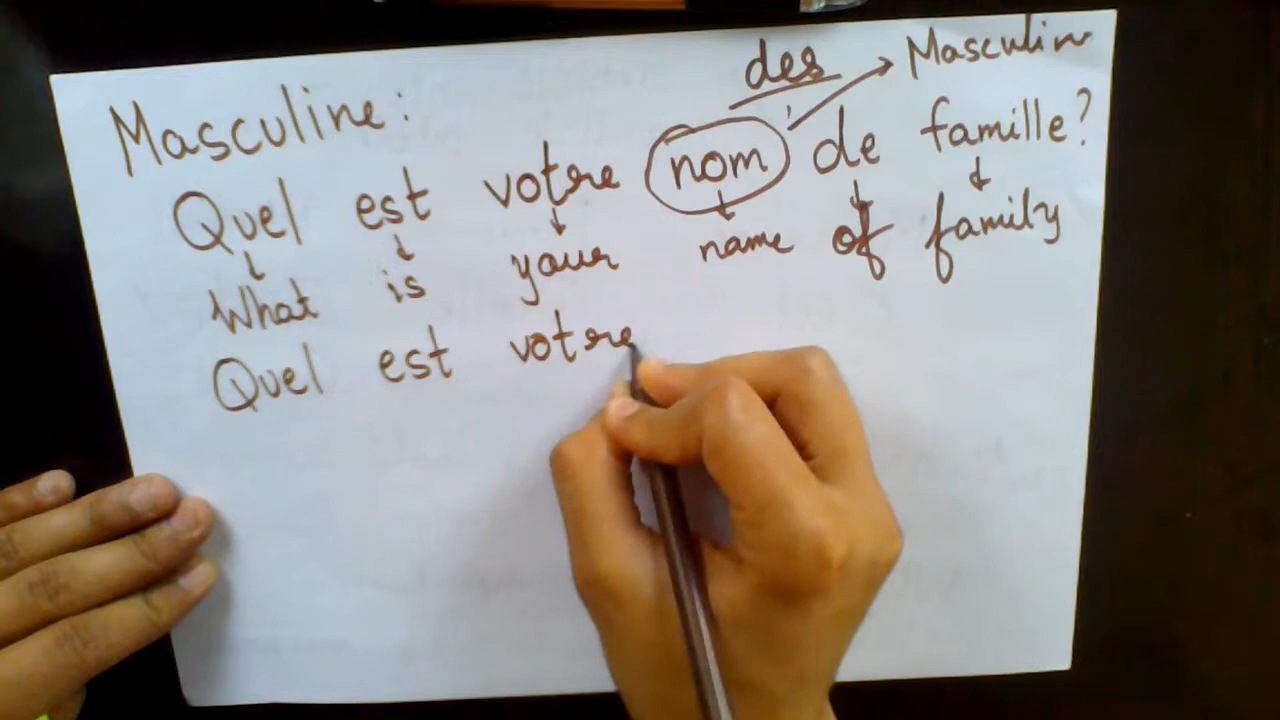 des Masculin
Masculine:
Quel est votre nom de famille?
What is your name of family
Quel est votre